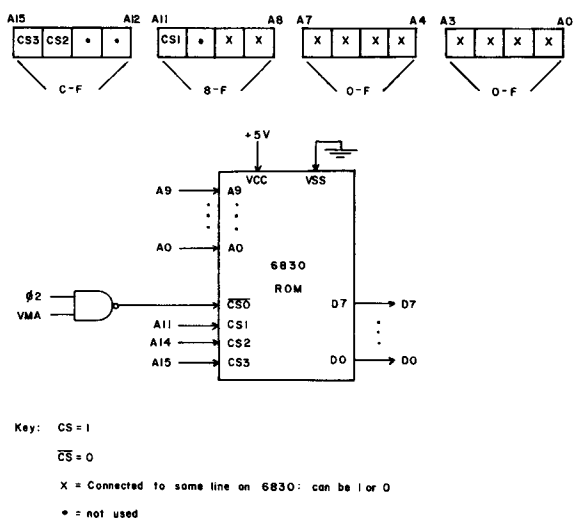 A15 A12 A11 A8 A7 A4 A3 A0
CS3 CS2 • • CS1 • X X X X X X X X X X
C-F 8-F 0-F 0-F
+5V
VCC VSS
A9 A9
A0 A0
6830
ROM
ϕ2
VMA
CS0 D7 D7
A11 CS1
A14 CS2
A15 CS3 D0 D0
Key: CS = 1
CS = 0
X = Connected to some line on 6830: can be 1 or 0
• = not used